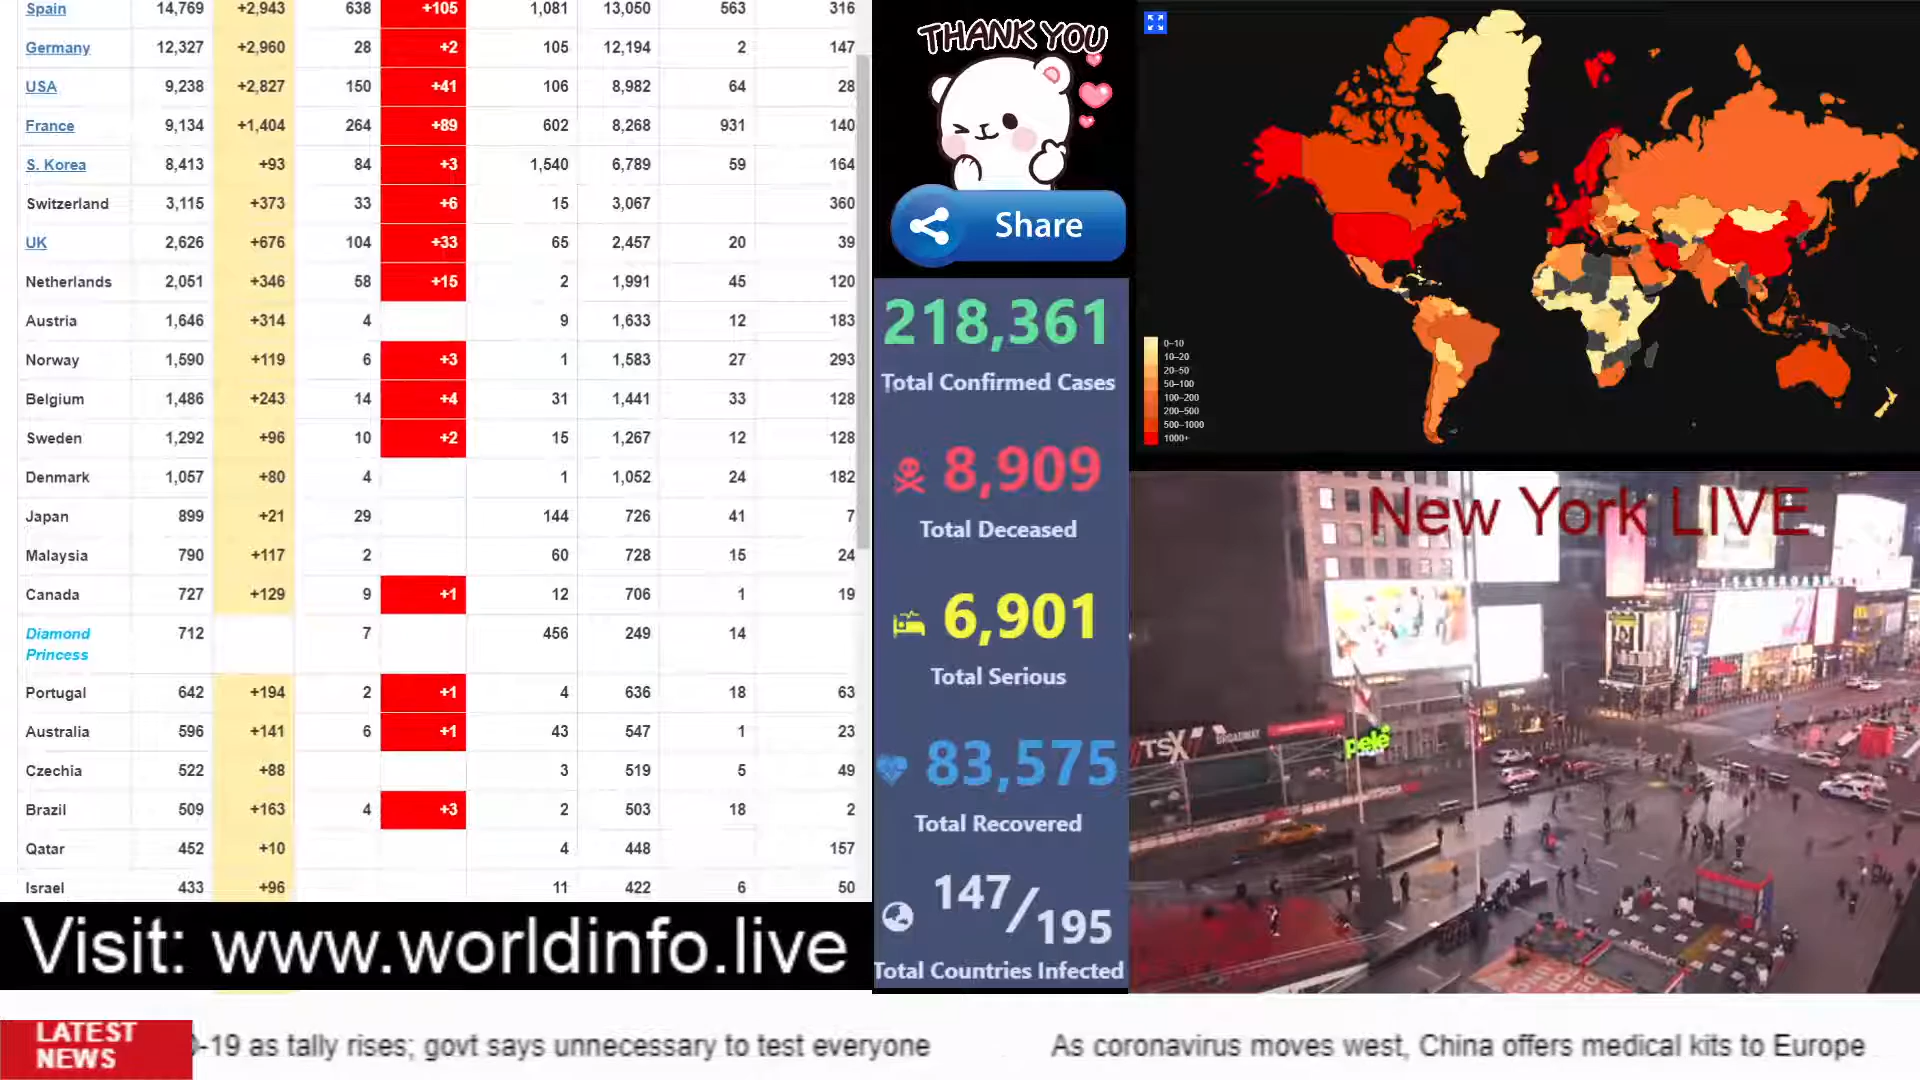 Spain 14,769 +2,943 638 +105 1,081 13,050 563 316
Germany 12,327 +2,960 28 +2 105 12,194 2 147
USA 9,238 +2,827 150 +41 106 8,982 64 28
France 9,134 +1,404 264 +89 602 8,268 931 140
S. Korea 8,413 +93 84 +3 1,540 6,789 59 164
Switzerland 3,115 +373 33 +6 15 3,067 360
UK 2,626 +676 104 +33 65 2,457 20 39
Netherlands 2,051 +346 58 +15 2 1,991 45 120
Austria 1,646 +314 4 9 1,633 12 183
Norway 1,590 +119 6 +3 1 1,583 27 293
Belgium 1,486 +243 14 +4 31 1,441 33 128
Sweden 1,292 +96 10 +2 15 1,267 12 128
Denmark 1,057 +80 4 1 1,052 24 182
Japan 899 +21 29 144 726 41 7
Malaysia 790 +117 2 60 728 15 24
Canada 727 +129 9 +1 12 706 1 19
Diamond 712 7 456 249 14
Princess
Portugal 642 +194 2 +1 4 636 18 63
Australia 596 +141 6 +1 43 547 1 23
Czechia 522 +88 3 519 5 49
Brazil 509 +163 4 +3 2 503 18 2
Qatar 452 +10 4 448 157
Israel 433 +96 11 422 6 50
Visit: www.worldinfo.live
THANK YOU
Share
218,361
Total Confirmed Cases
8,909
Total Deceased
6,901
Total Serious
83,575
Total Recovered
147/195
Total Countries Infected
0–10
10–20
20–50
50–100
100–200
200–500
500–1000
1000+
New York LIVE
TSX BROADWAY
pele
LATEST
NEWS
-19 as tally rises; govt says unnecessary to test everyone
As coronavirus moves west, China offers medical kits to Europe